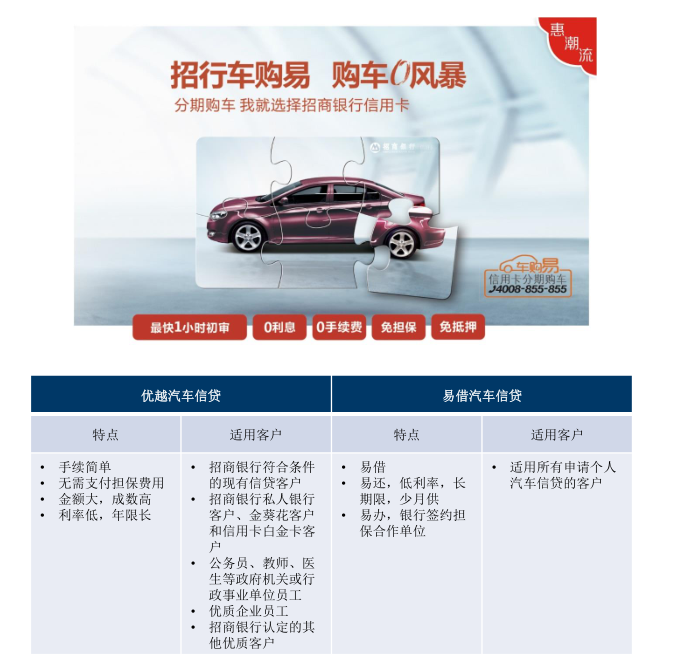 惠
潮
流
招行车购易 购车0风暴
分期购车 我就选择招商银行信用卡
招商银行
车购易
信用卡分期购车
4008-855-855
最快1小时初审 0利息 0手续费 免担保 免抵押
优越汽车信贷
易借汽车信贷
特点
适用客户
特点
适用客户
• 手续简单
• 无需支付担保费用
• 金额大，成数高
• 利率低，年限长
• 招商银行符合条件
的现有信贷客户
• 招商银行私人银行
客户、金葵花客户
和信用卡白金卡客
户
• 公务员、教师、医
生等政府机关或行
政事业单位员工
• 优质企业员工
• 招商银行认定的其
他优质客户
• 易借
• 易还，低利率，长
期限，少月供
• 易办，银行签约担
保合作单位
• 适用所有申请个人
汽车信贷的客户